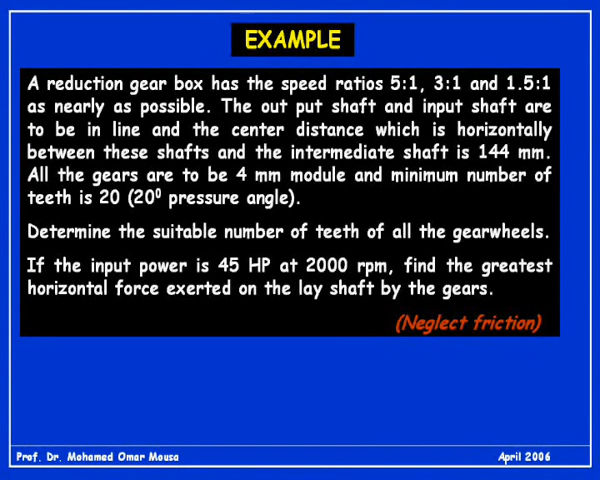 EXAMPLE
A reduction gear box has the speed ratios 5:1, 3:1 and 1.5:1
as nearly as possible. The out put shaft and input shaft are
to be in line and the center distance which is horizontally
between these shafts and the intermediate shaft is 144 mm.
All the gears are to be 4 mm module and minimum number of
teeth is 20 (20⁰ pressure angle).
Determine the suitable number of teeth of all the gearwheels.
If the input power is 45 HP at 2000 rpm, find the greatest
horizontal force exerted on the lay shaft by the gears.
(Neglect friction)
Prof. Dr. Mohamed Omar Mousa
April 2006